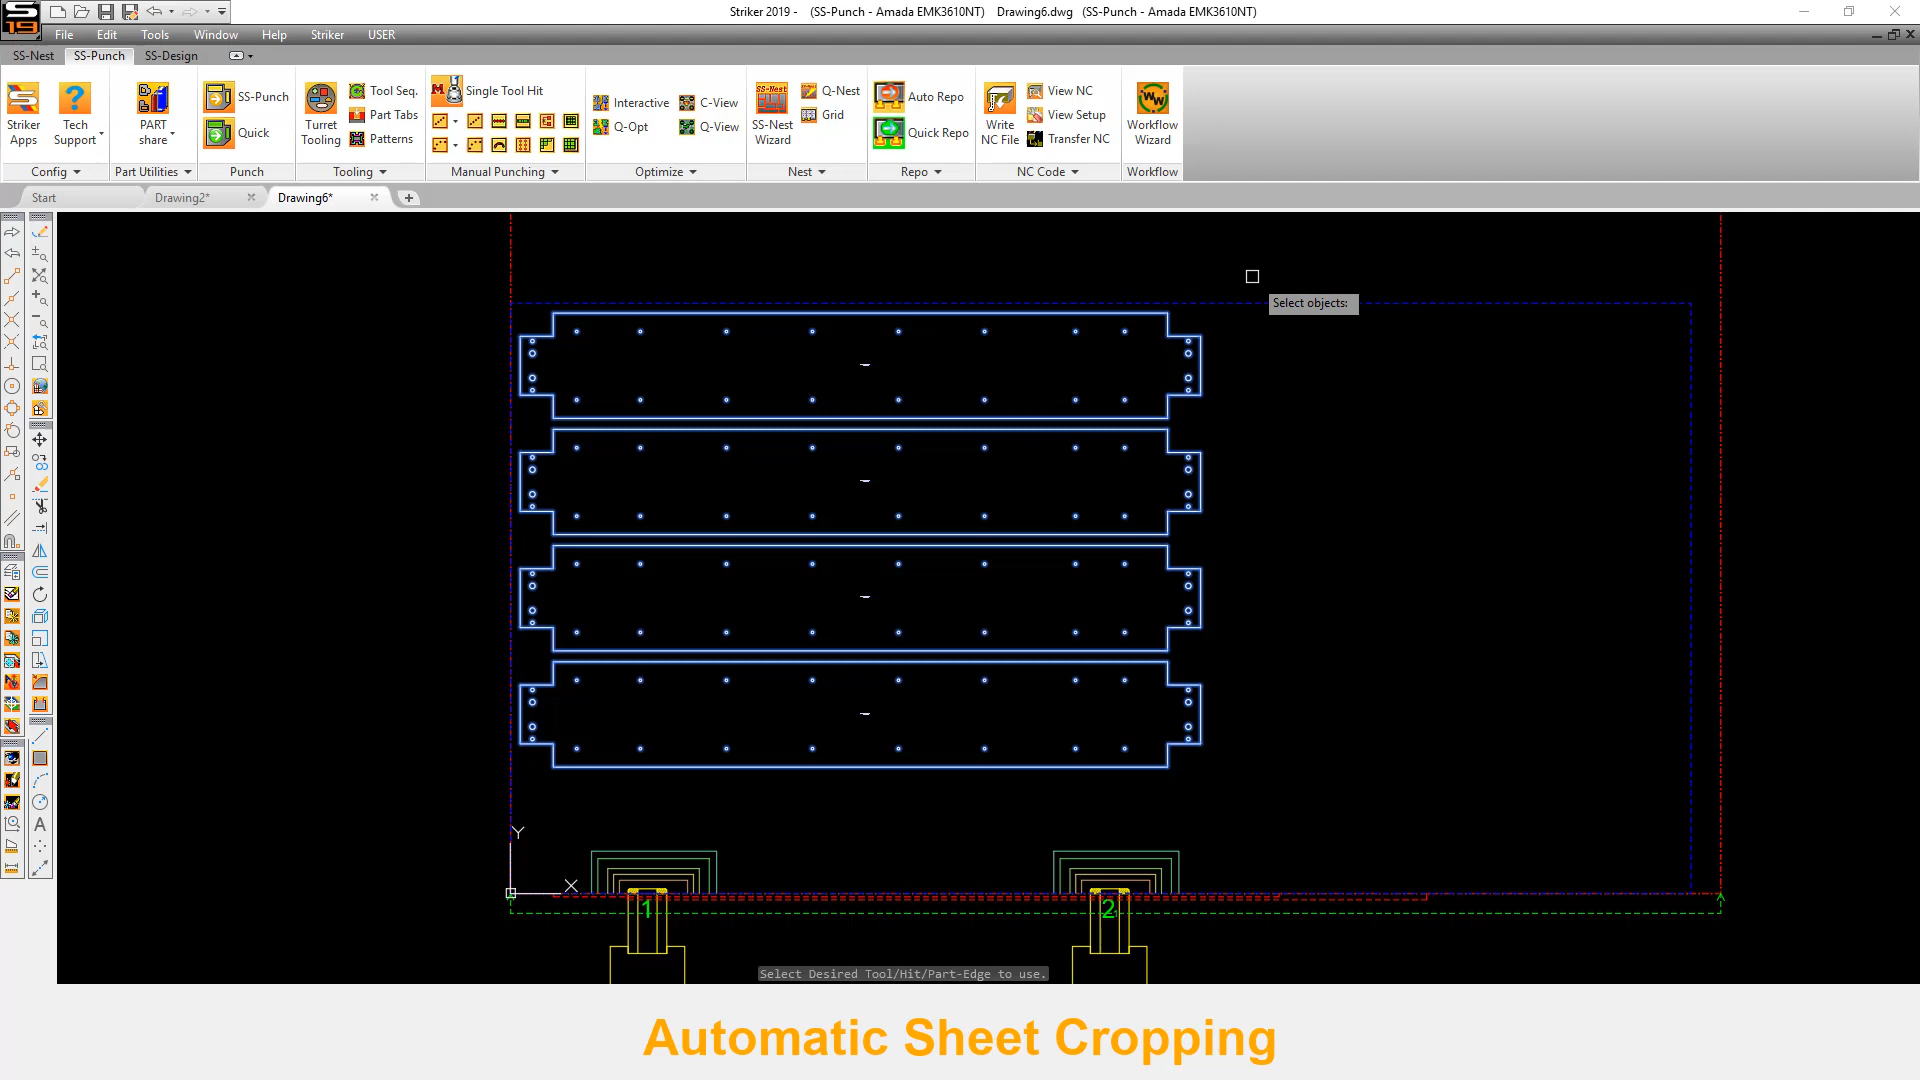 Striker 2019 -   (SS-Punch - Amada EMK3610NT)   Drawing6.dwg   (SS-Punch - Amada EMK3610NT)
S
19
File   Edit   Tools   Window   Help   Striker   USER
SS-Nest   SS-Punch   SS-Design
Striker Apps
Tech Support
PART share
SS-Punch
Quick
Turret Tooling
Tool Seq.
Part Tabs
Patterns
Single Tool Hit
Interactive
Q-Opt
C-View
Q-View
SS-Nest
SS-Nest Wizard
Q-Nest
Grid
Auto Repo
Quick Repo
Write NC File
View NC
View Setup
Transfer NC
Workflow Wizard
Config   Part Utilities   Punch   Tooling   Manual Punching   Optimize   Nest   Repo   NC Code   Workflow
Start   Drawing2*   Drawing6*
Select objects:
Y
X
1
2
Select Desired Tool/Hit/Part-Edge to use.
Automatic Sheet Cropping